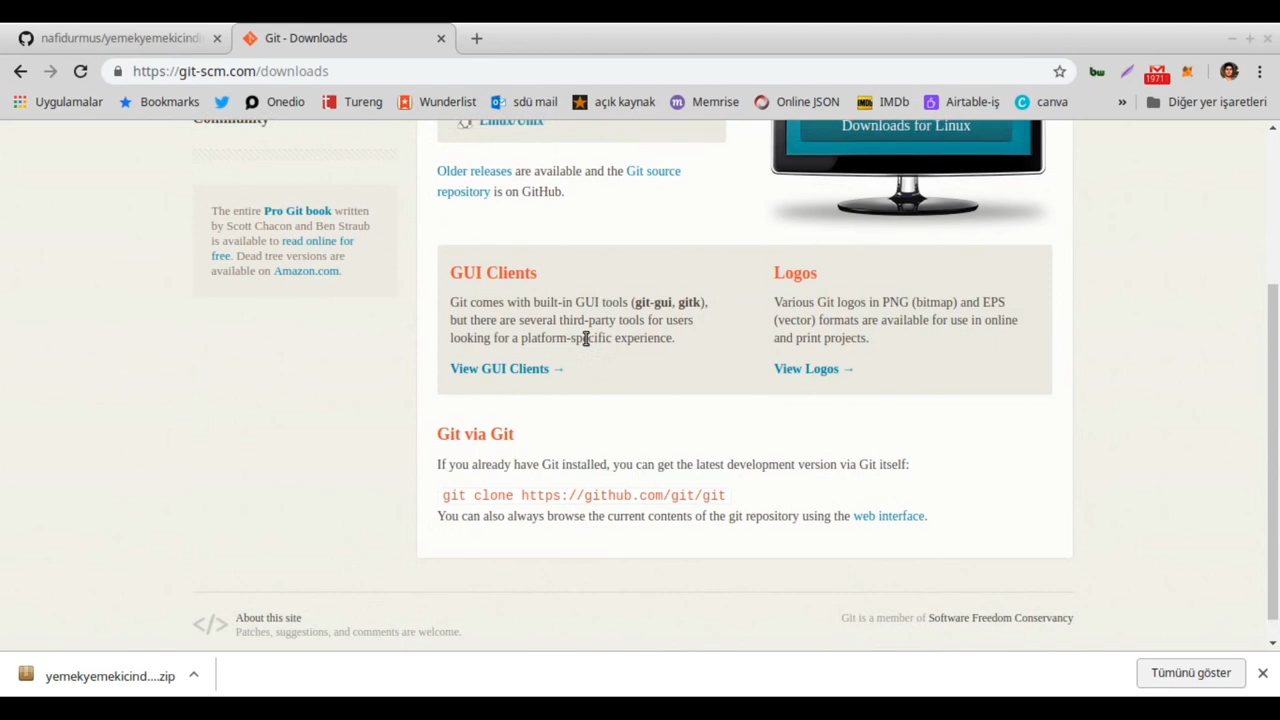 nafidurmus/yemekyemekicindi
Git - Downloads
https://git-scm.com/downloads
1971
Uygulamalar
Bookmarks
Onedio
Tureng
Wunderlist
sdü mail
açık kaynak
Memrise
Online JSON
IMDb
Airtable-iş
canva
»
Diğer yer işaretleri
Community
Linux/Unix
Downloads for Linux
Older releases are available and the Git source
repository is on GitHub.
The entire Pro Git book written
by Scott Chacon and Ben Straub
is available to read online for
free. Dead tree versions are
available on Amazon.com.
GUI Clients
Git comes with built-in GUI tools (git-gui, gitk),
but there are several third-party tools for users
looking for a platform-specific experience.
View GUI Clients →
Logos
Various Git logos in PNG (bitmap) and EPS
(vector) formats are available for use in online
and print projects.
View Logos →
Git via Git
If you already have Git installed, you can get the latest development version via Git itself:
git clone https://github.com/git/git
You can also always browse the current contents of the git repository using the web interface.
</>
About this site
Patches, suggestions, and comments are welcome.
Git is a member of Software Freedom Conservancy
yemekyemekicind....zip
Tümünü göster